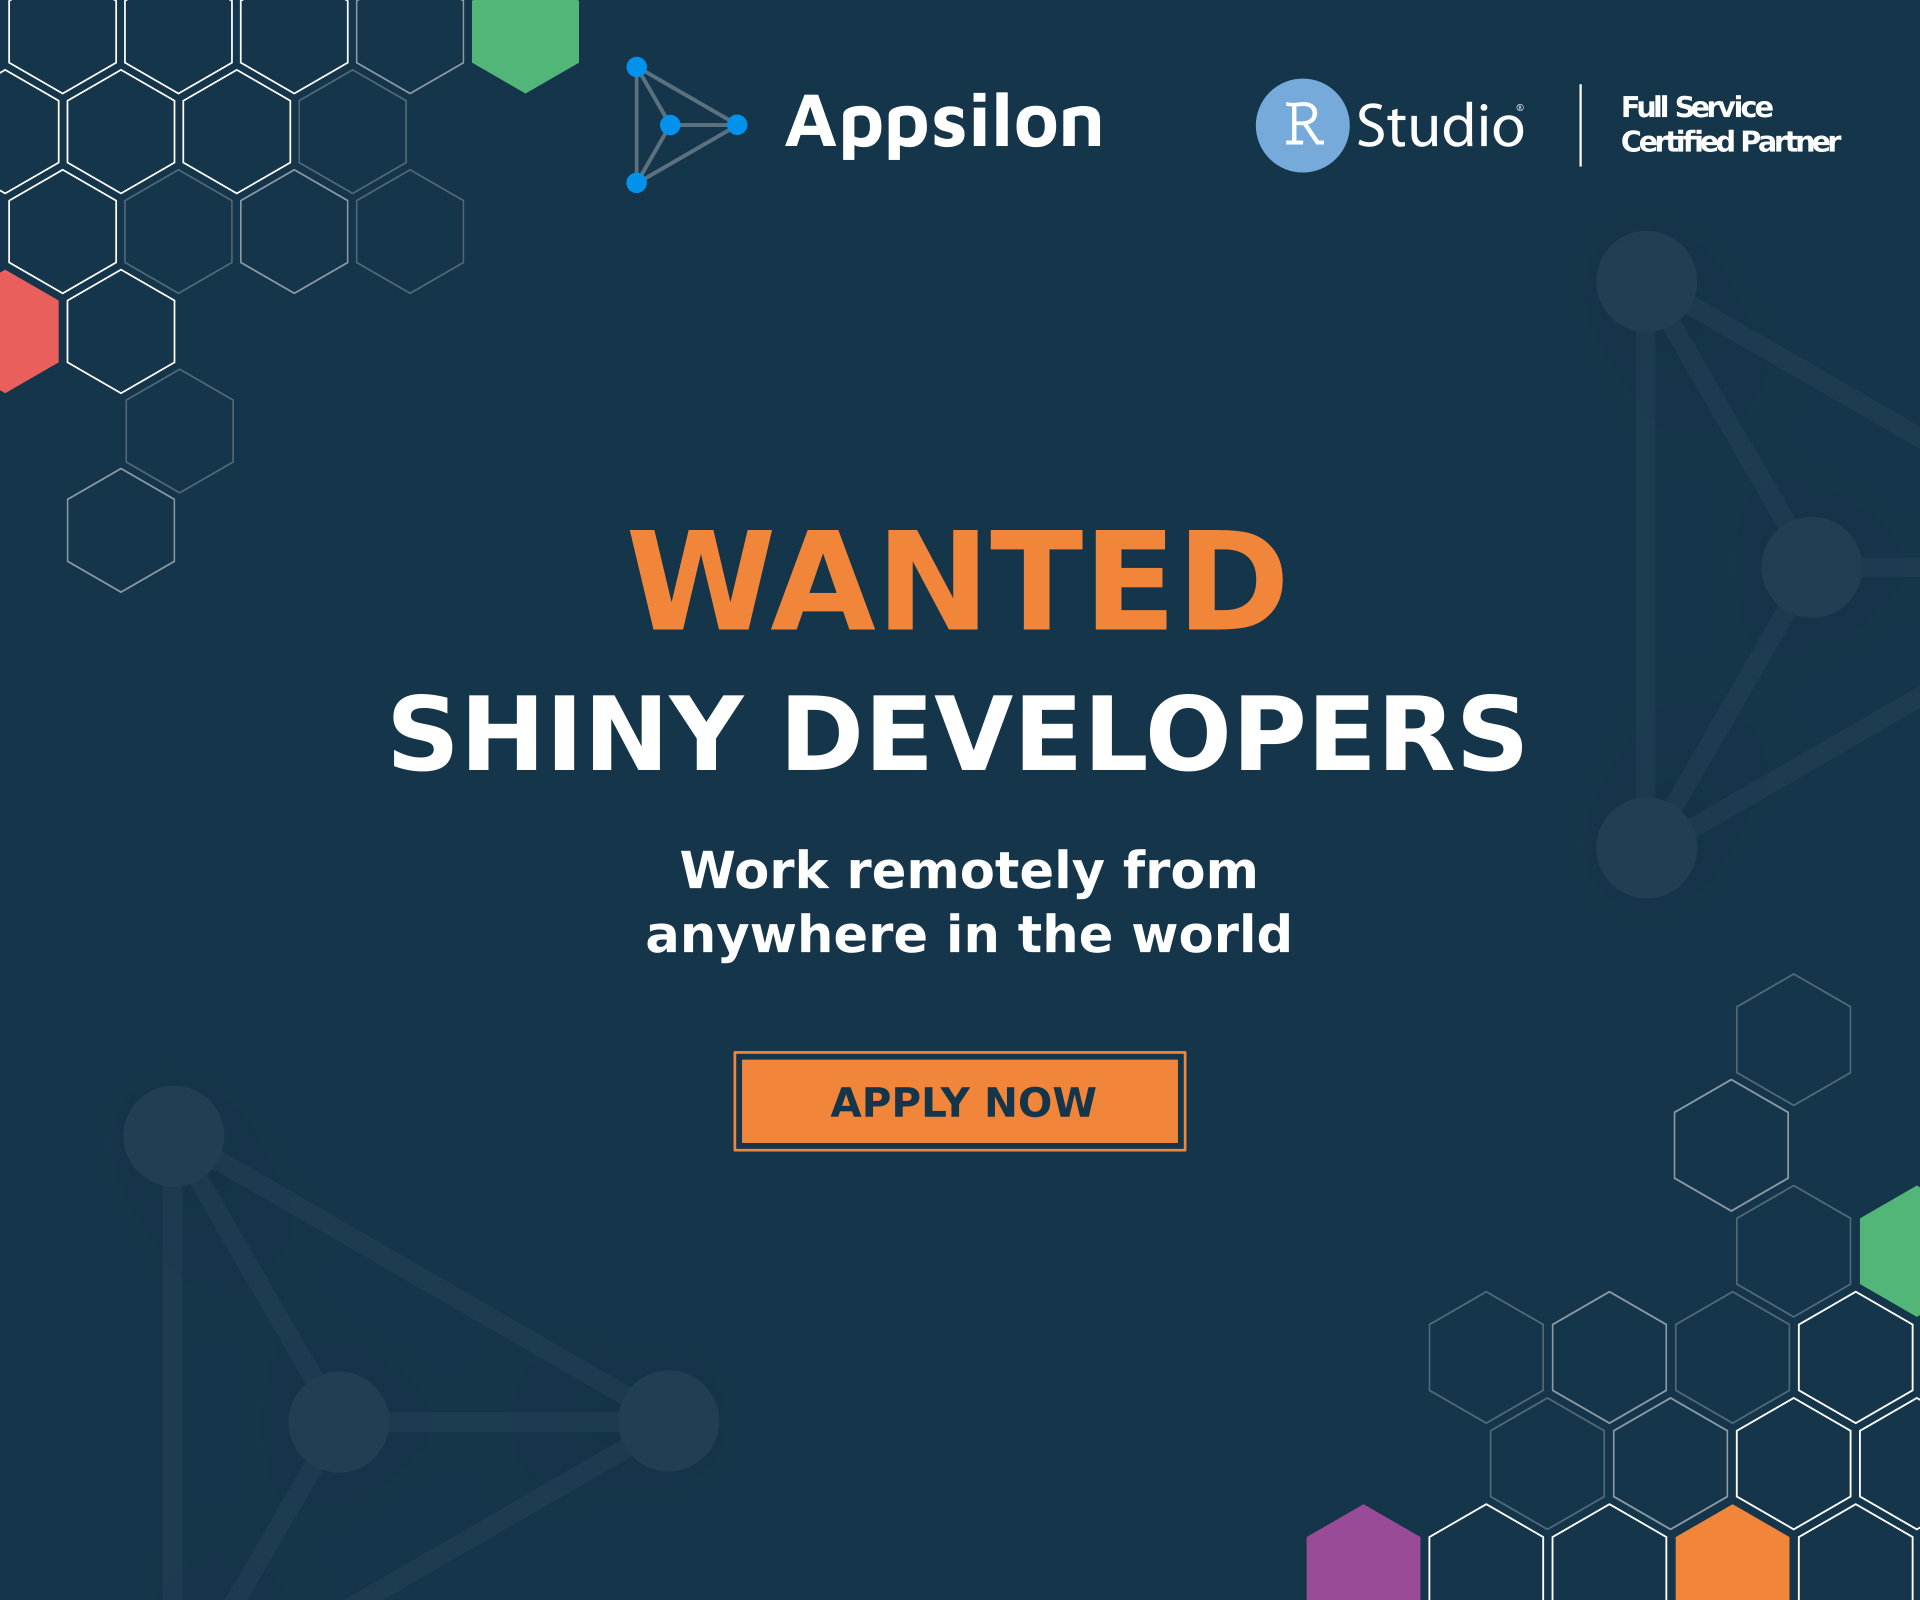 Appsilon
R Studio®
Full Service
Certified Partner
WANTED
SHINY DEVELOPERS
Work remotely from
anywhere in the world
APPLY NOW